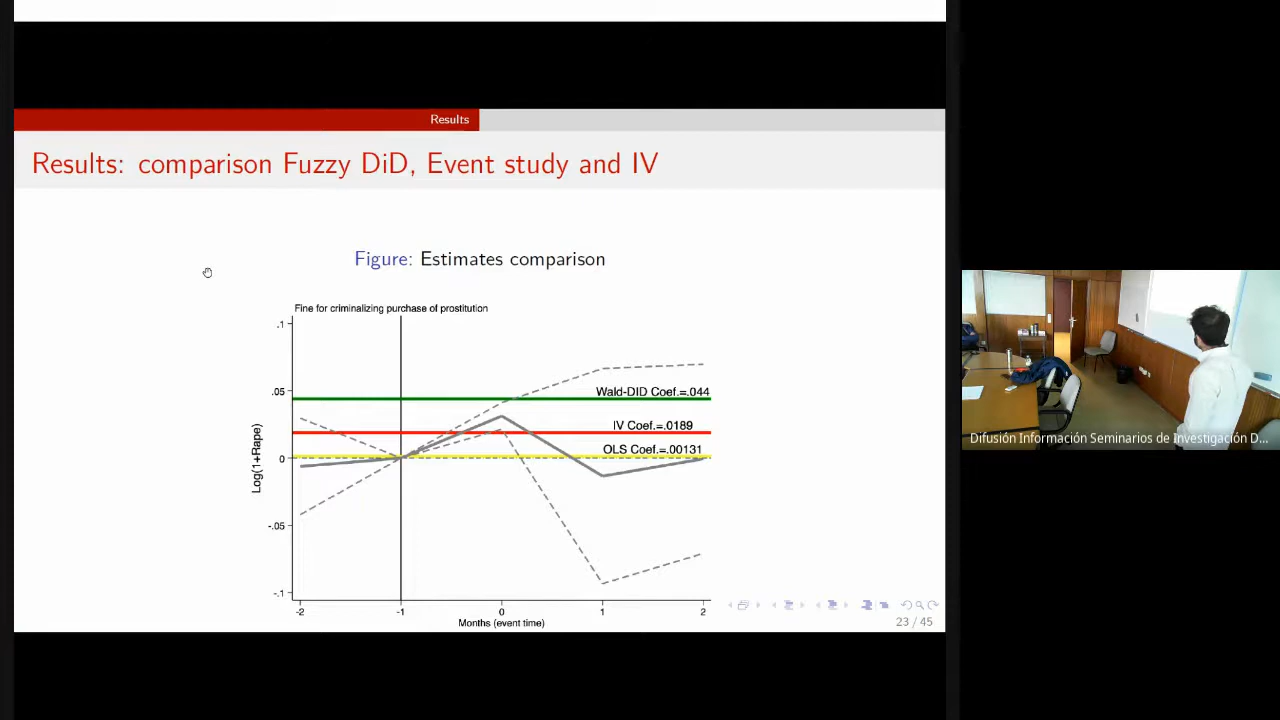 Results
Results: comparison Fuzzy DiD, Event study and IV
Figure: Estimates comparison
Fine for criminalizing purchase of prostitution
.1
.05
0
-.05
-.1
Log(1+Rape)
Wald-DID Coef.=.044
IV Coef.=.0189
OLS Coef.=.00131
-2 -1 0 1 2
Months (event time)
23 / 45
Difusión Información Seminarios de Investigación D...